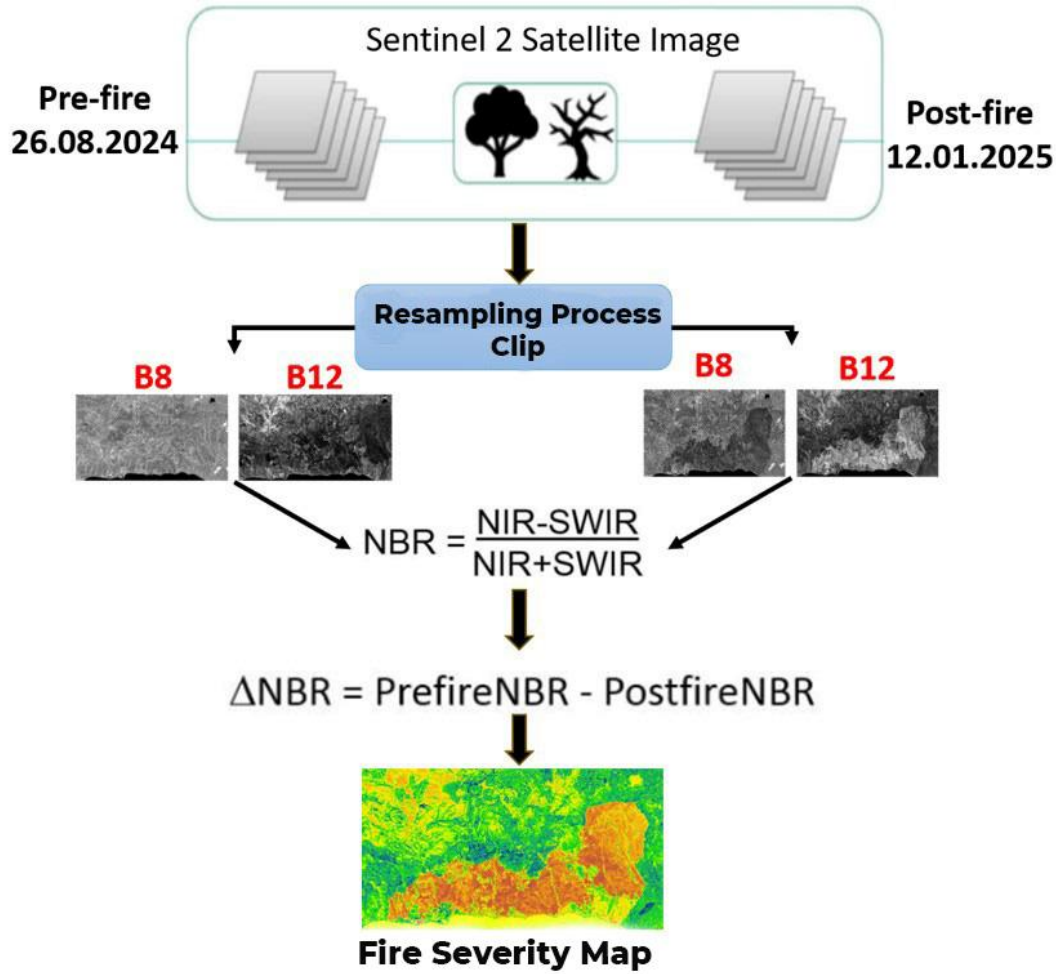 Sentinel 2 Satellite Image
Pre-fire
26.08.2024
Post-fire
12.01.2025
Resampling Process
Clip
B8
B12
B8
B12
NBR = NIR-SWIR
NIR+SWIR
ΔNBR = PrefireNBR - PostfireNBR
Fire Severity Map